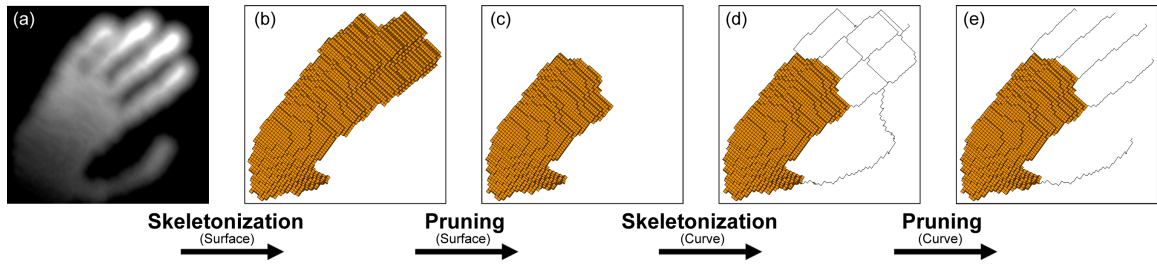 (a)
(b)
(c)
(d)
(e)
Skeletonization
(Surface)
Pruning
(Surface)
Skeletonization
(Curve)
Pruning
(Curve)